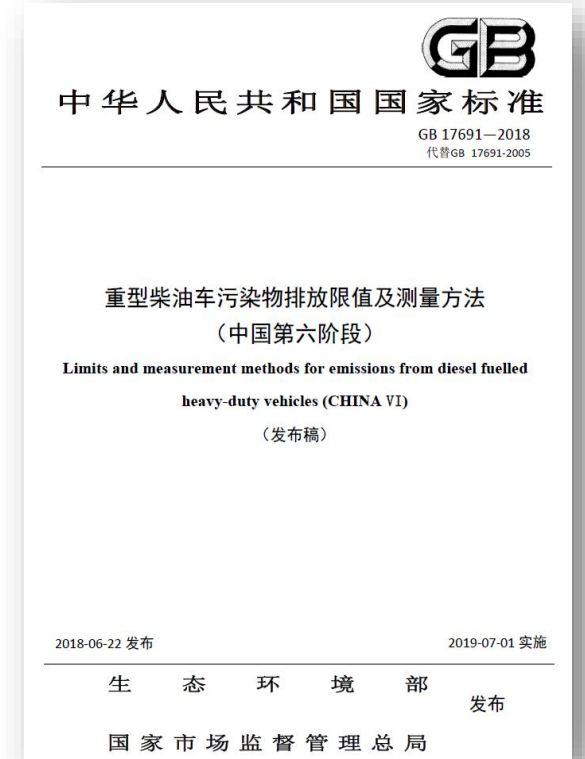 GB
中华人民共和国国家标准
GB 17691—2018
代替GB 17691-2005
重型柴油车污染物排放限值及测量方法
（中国第六阶段）
Limits and measurement methods for emissions from diesel fuelled
heavy-duty vehicles (CHINA Ⅵ)
（发布稿）
2018-06-22 发布
2019-07-01 实施
生态环境部
发布
国家市场监督管理总局